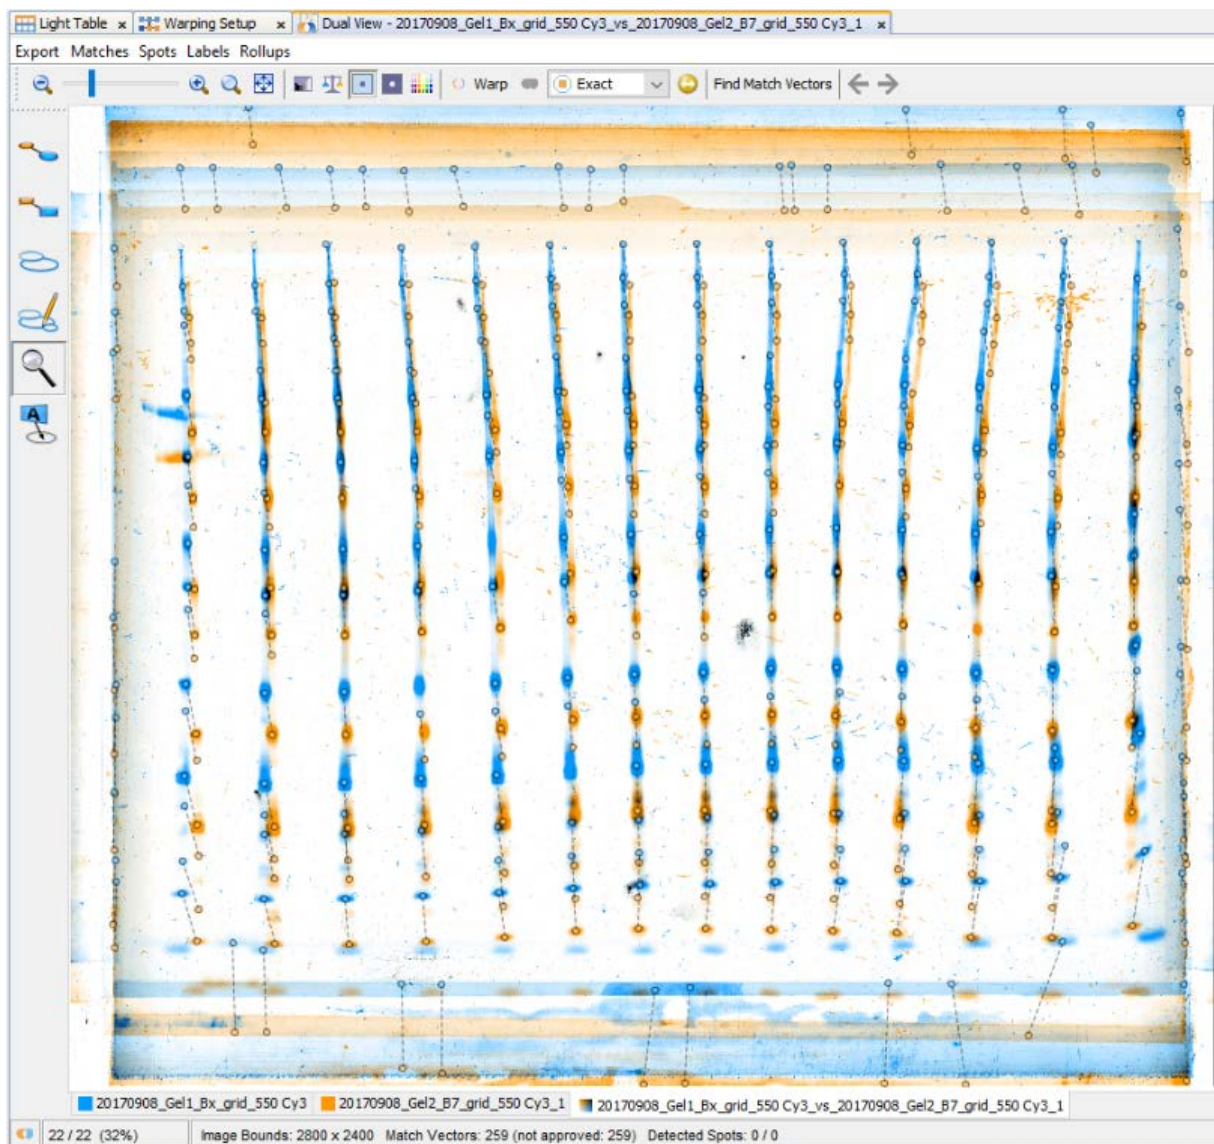 Light Table x Warping Setup x Dual View - 20170908_Gel1_Bx_grid_550 Cy3_vs_20170908_Gel2_B7_grid_550 Cy3_1 x
Export Matches Spots Labels Rollups
Warp Exact Find Match Vectors
A
20170908_Gel1_Bx_grid_550 Cy3 20170908_Gel2_B7_grid_550 Cy3_1 20170908_Gel1_Bx_grid_550 Cy3_vs_20170908_Gel2_B7_grid_550 Cy3_1
22 / 22 (32%) Image Bounds: 2800 x 2400 Match Vectors: 259 (not approved: 259) Detected Spots: 0 / 0